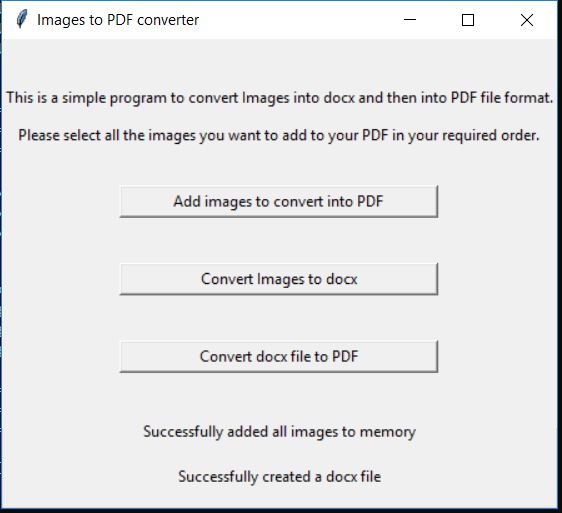 Images to PDF converter
This is a simple program to convert Images into docx and then into PDF file format.
Please select all the images you want to add to your PDF in your required order.
Add images to convert into PDF
Convert Images to docx
Convert docx file to PDF
Successfully added all images to memory
Successfully created a docx file